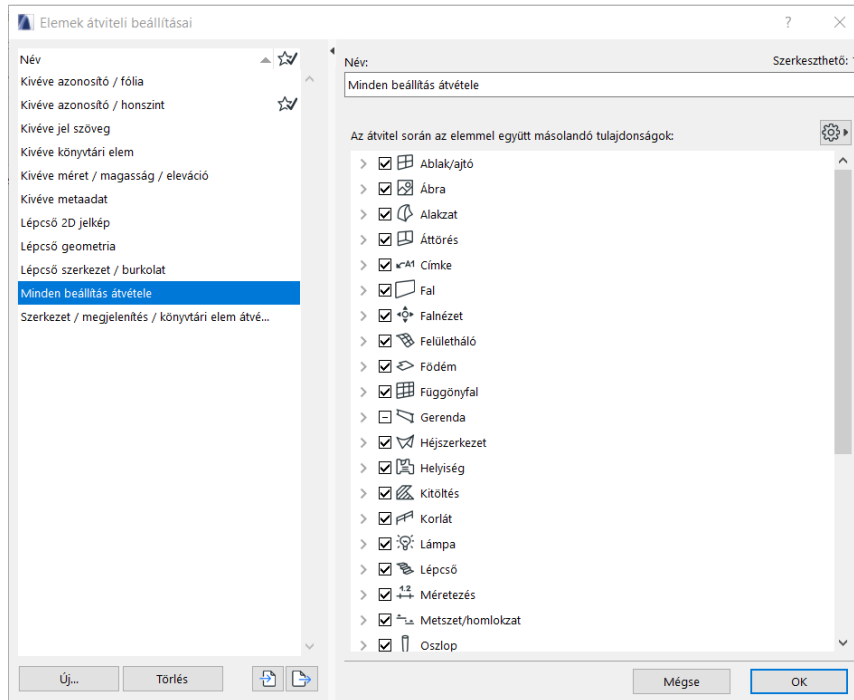 Elemek átviteli beállításai
?
Név
Kivéve azonosító / fólia
Kivéve azonosító / honszint
Kivéve jel szöveg
Kivéve könyvtári elem
Kivéve méret / magasság / eleváció
Kivéve metaadat
Lépcső 2D jelkép
Lépcső geometria
Lépcső szerkezet / burkolat
Minden beállítás átvétele
Szerkezet / megjelenítés / könyvtári elem átvé...
Új...
Törlés
Név:
Szerkeszthető:
Minden beállítás átvétele
Az átvitel során az elemmel együtt másolandó tulajdonságok:
Ablak/ajtó
Ábra
Alakzat
Áttörés
A1 Címke
Fal
Falnézet
Felületháló
Födém
Függönyfal
Gerenda
Héjszerkezet
Helyiség
Kitöltés
Korlát
Lámpa
Lépcső
1.2 Méretezés
Metszet/homlokzat
Oszlop
Mégse
OK